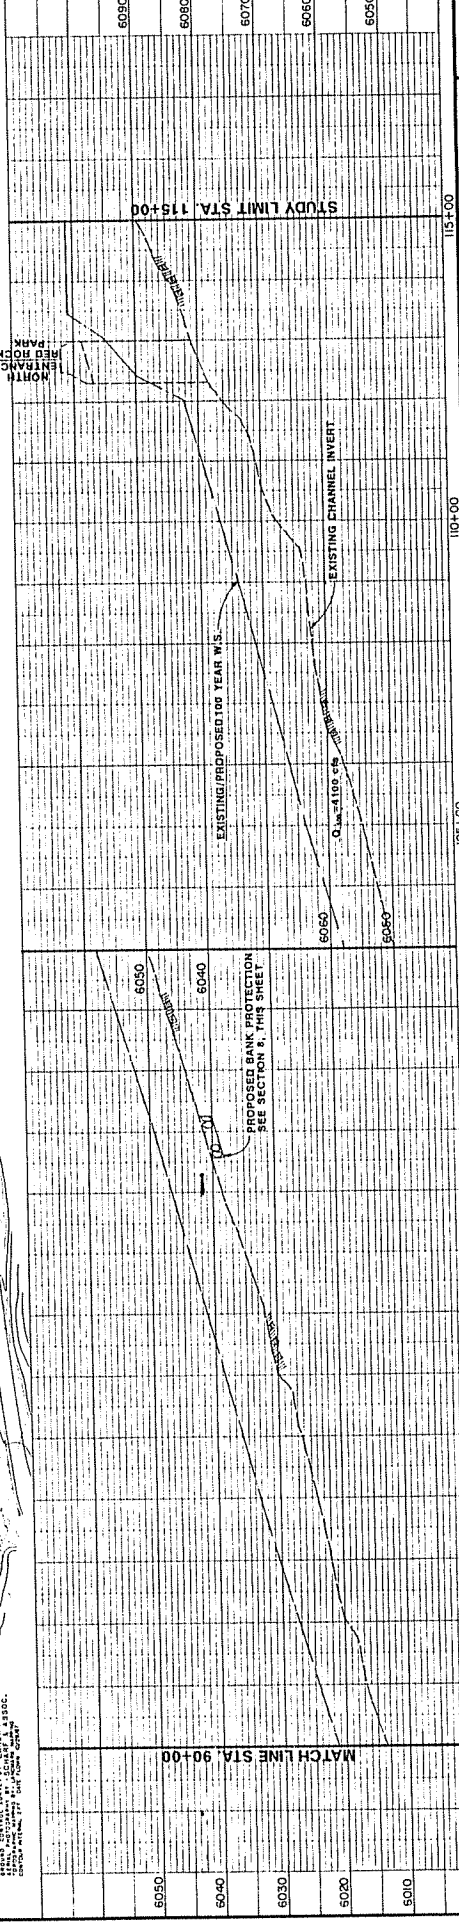 6090
6080
6070
6060
6050
NORTH
RED ROCK
PARK
STUDY LIMIT STA. 115+00
115+00
EXISTING CHANNEL INVERT
110+00
EXISTING/PROPOSED 100 YEAR W.S.
=4100 cfs
6060
6050
6050
6040
PROPOSED BANK PROTECTION
SEE SECTION 8, THIS SHEET
MATCH LINE STA. 90+00
6050
6040
6030
6020
6010